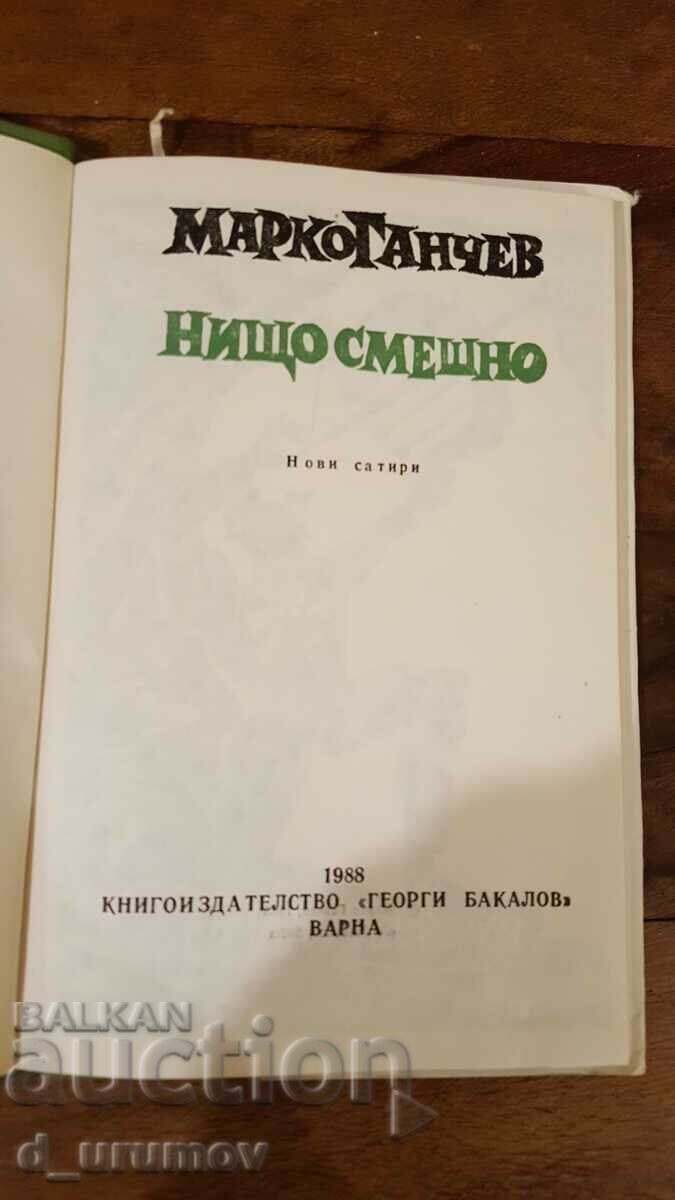 МАРКО ГАНЧЕВ
НИЩО СМЕШНО
Нови сатири
1988
КНИГОИЗДАТЕЛСТВО «ГЕОРГИ БАКАЛОВ»
ВАРНА
BALKAN
auction
d_urumov